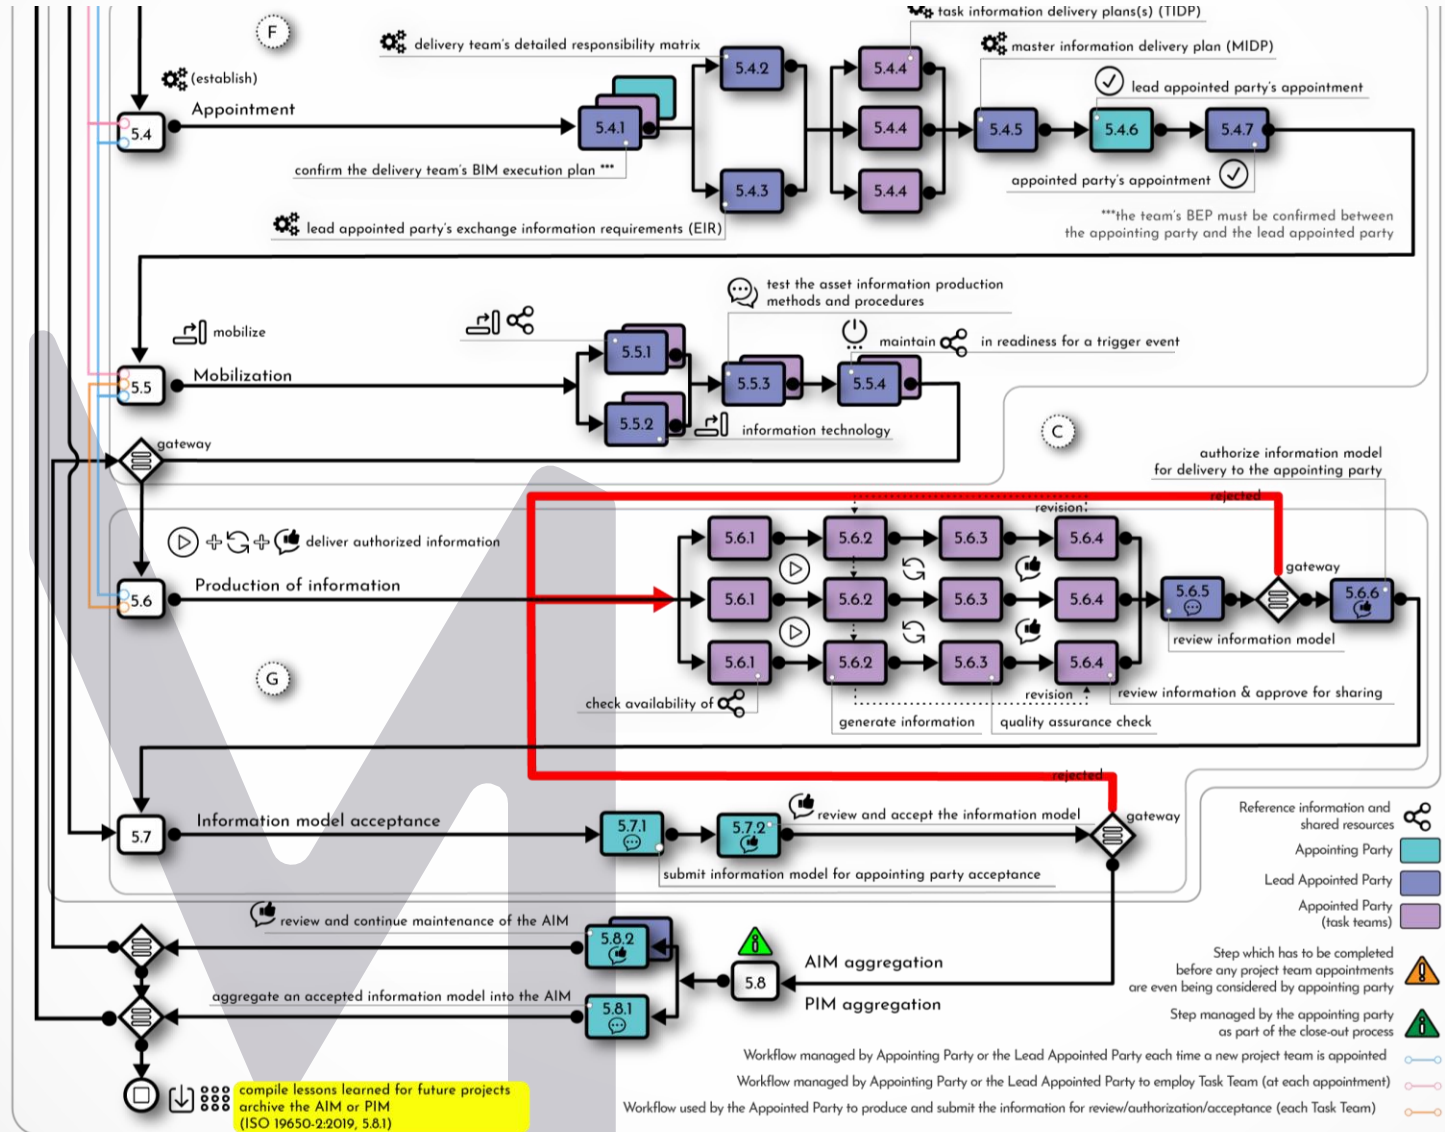 task information delivery plans(s) (TIDP)
F
delivery team's detailed responsibility matrix
master information delivery plan (MIDP)
(establish)
lead appointed party's appointment
Appointment
5.4
5.4.1
5.4.2
5.4.3
5.4.4
5.4.4
5.4.4
5.4.5
5.4.6
5.4.7
confirm the delivery team's BIM execution plan ***
appointed party's appointment
lead appointed party's exchange information requirements (EIR)
***the team's BEP must be confirmed between
the appointing party and the lead appointed party
test the asset information production
methods and procedures
mobilize
maintain
in readiness for a trigger event
Mobilization
5.5
5.5.1
5.5.2
5.5.3
5.5.4
information technology
gateway
C
authorize information model
for delivery to the appointing party
rejected
revision
deliver authorized information
gateway
Production of information
5.6
5.6.1
5.6.2
5.6.3
5.6.4
5.6.1
5.6.2
5.6.3
5.6.4
5.6.5
5.6.6
5.6.1
5.6.2
5.6.3
5.6.4
review information model
G
check availability of
revision
review information & approve for sharing
generate information
quality assurance check
rejected
Information model acceptance
5.7
5.7.1
5.7.2
review and accept the information model
gateway
submit information model for appointing party acceptance
Reference information and
shared resources
Appointing Party
Lead Appointed Party
Appointed Party
(task teams)
review and continue maintenance of the AIM
5.8.2
AIM aggregation
5.8
PIM aggregation
aggregate an accepted information model into the AIM
5.8.1
Step which has to be completed
before any project team appointments
are even being considered by appointing party
Step managed by the appointing party
as part of the close-out process
Workflow managed by Appointing Party or the Lead Appointed Party each time a new project team is appointed
Workflow managed by Appointing Party or the Lead Appointed Party to employ Task Team (at each appointment)
Workflow used by the Appointed Party to produce and submit the information for review/authorization/acceptance (each Task Team)
compile lessons learned for future projects
archive the AIM or PIM
(ISO 19650-2:2019, 5.8.1)